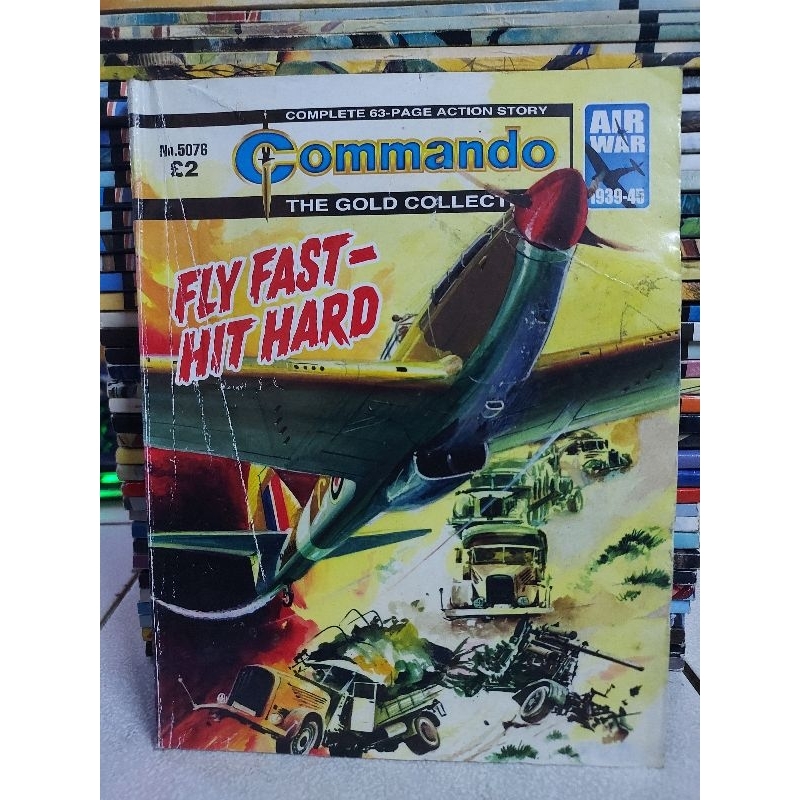 COMPLETE 63-PAGE ACTION STORY
No.5076
£2
Commando
AIR
WAR
1939-45
THE GOLD COLLECT
FLY FAST-
HIT HARD